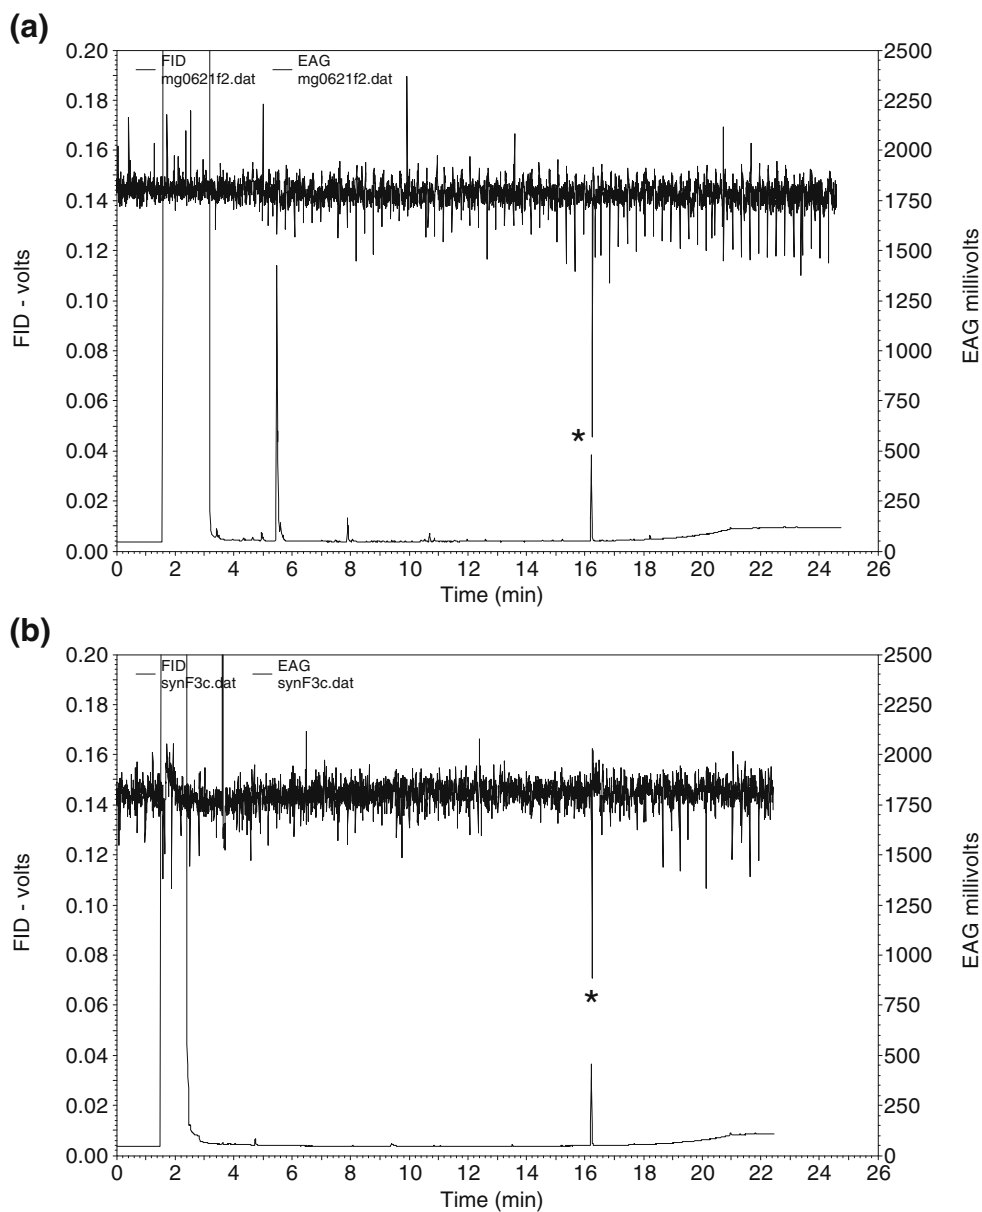 (a)
FID
mg0621f2.dat
EAG
mg0621f2.dat
0.20
0.18
0.16
0.14
0.12
0.10
0.08
0.06
0.04
0.02
0.00
FID - volts
2500
2250
2000
1750
1500
1250
1000
750
500
250
0
EAG millivolts
*
0 2 4 6 8 10 12 14 16 18 20 22 24 26
Time (min)
(b)
FID
synF3c.dat
EAG
synF3c.dat
0.20
0.18
0.16
0.14
0.12
0.10
0.08
0.06
0.04
0.02
0.00
FID - volts
2500
2250
2000
1750
1500
1250
1000
750
500
250
0
EAG millivolts
*
0 2 4 6 8 10 12 14 16 18 20 22 24 26
Time (min)